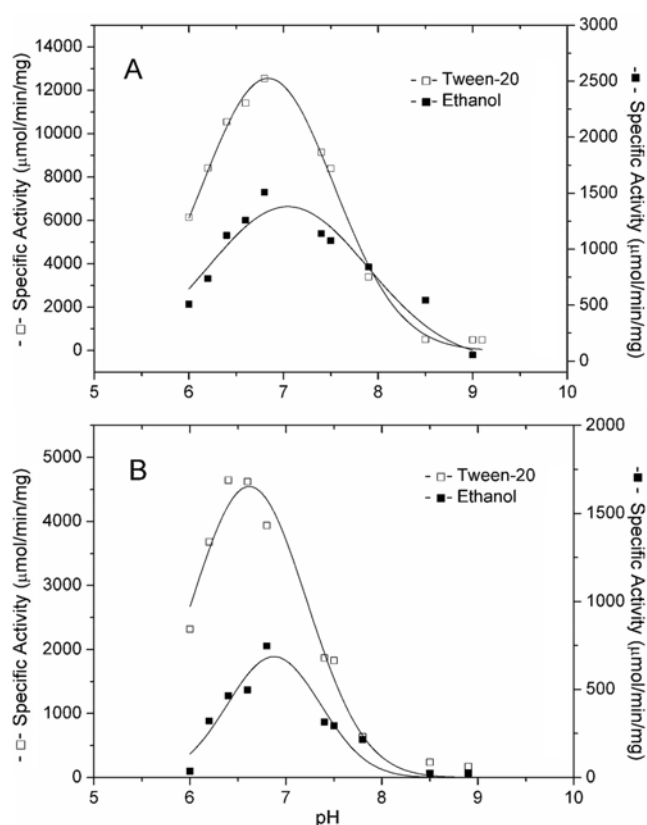 A
-□- Tween-20
-■- Ethanol
-□- Specific Activity (μmol/min/mg)
14000
12000
10000
8000
6000
4000
2000
0
3000
2500
2000
1500
1000
500
0
-■- Specific Activity (μmol/min/mg)
5 6 7 8 9 10
B
-□- Tween-20
-■- Ethanol
-□- Specific Activity (μmol/min/mg)
5000
4000
3000
2000
1000
0
2000
1500
1000
500
0
-■- Specific Activity (μmol/min/mg)
5 6 7 8 9 10
pH